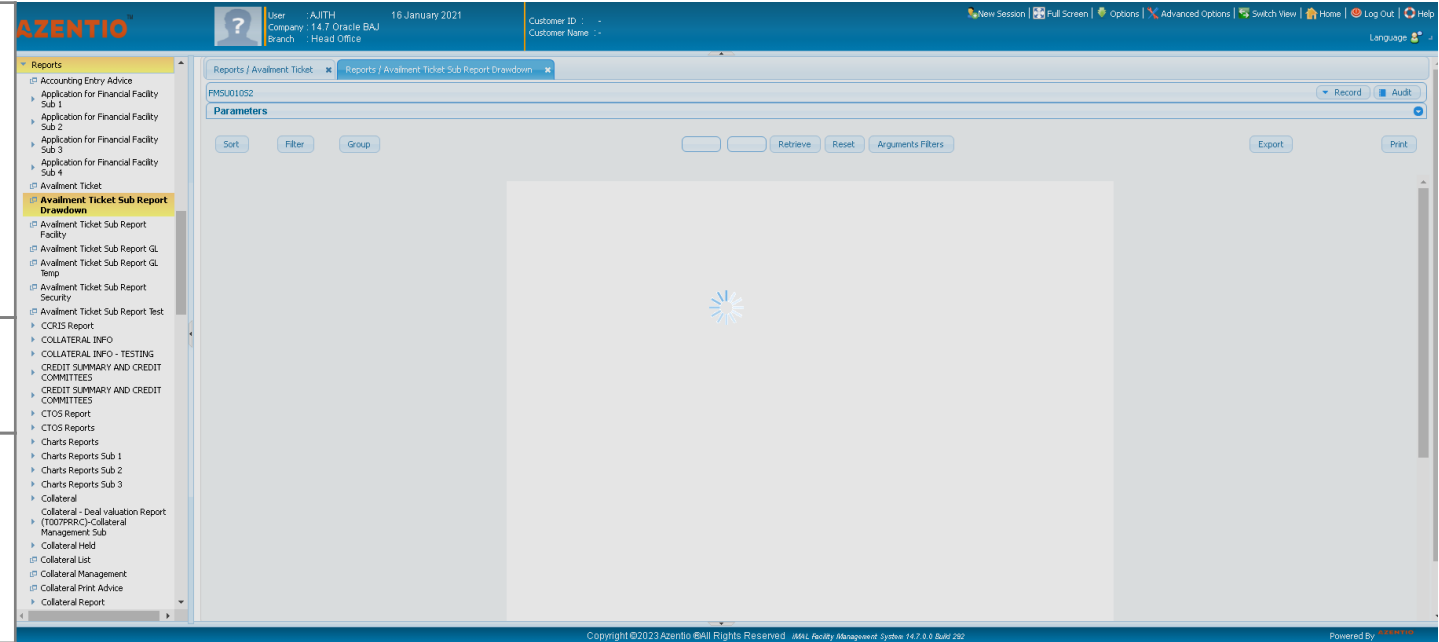 AZENTIO
User : AJITH 16 January 2021
Company : 14.7 Oracle BAJ
Branch : Head Office
Customer ID : -
Customer Name : -
New Session | Full Screen | Options | Advanced Options | Switch View | Home | Log Out | Help
Language
Reports
Accounting Entry Advice
Application for Financial Facility
Sub 1
Application for Financial Facility
Sub 2
Application for Financial Facility
Sub 3
Application for Financial Facility
Sub 4
Availment Ticket
Availment Ticket Sub Report
Drawdown
Availment Ticket Sub Report
Facility
Availment Ticket Sub Report GL
Availment Ticket Sub Report GL
Temp
Availment Ticket Sub Report
Security
Availment Ticket Sub Report Test
CCRIS Report
COLLATERAL INFO
COLLATERAL INFO - TESTING
CREDIT SUMMARY AND CREDIT
COMMITTEES
CREDIT SUMMARY AND CREDIT
COMMITTEES
CTOS Report
CTOS Reports
Charts Reports
Charts Reports Sub 1
Charts Reports Sub 2
Charts Reports Sub 3
Collateral
Collateral - Deal valuation Report
(T007PRRC)-Collateral
Management Sub
Collateral Held
Collateral List
Collateral Management
Collateral Print Advice
Collateral Report
Reports / Availment Ticket
Reports / Availment Ticket Sub Report Drawdown
FMSU010S2
Record Audit
Parameters
Sort Filter Group Retrieve Reset Arguments Filters Export Print
Copyright©2023 Azentio ®All Rights Reserved iMAL Facility Management System 14.7.0.0 Build 292
Powered By AZENTIO